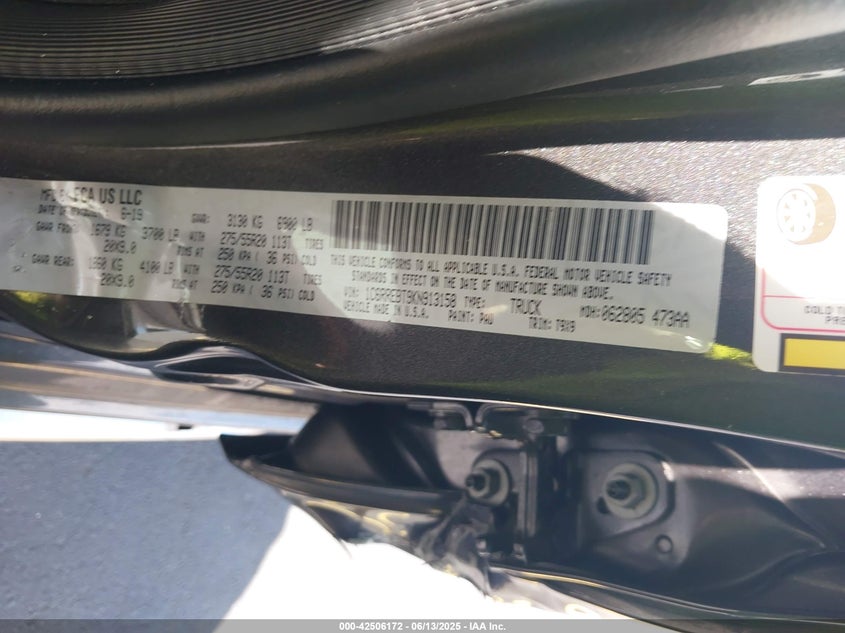 MFD BY FCA US LLC
DATE OF MFR 6-19 GVWR: 3130 KG 6900 LB
GAWR FRONT: 1679 KG 3700 LB WITH 275/55R20 113T TIRES
20X9.0 RIMS AT 250 KPA ( 36 PSI) COLD
GAWR REAR: 1860 KG 4100 LB WITH 275/55R20 113T TIRES
20X9.0 RIMS AT 250 KPA ( 36 PSI) COLD
THIS VEHICLE CONFORMS TO ALL APPLICABLE U.S.A. FEDERAL MOTOR VEHICLE SAFETY
STANDARDS IN EFFECT ON THE DATE OF MANUFACTURE SHOWN ABOVE.
VIN: 1C6RREBT9KN913150 TYPE: TRUCK MDH: 062805 473AA
VEHICLE MADE IN U.S.A. PAINT: PAU TRIM: T9X9
COLD T
000-42506172 - 06/13/2025 - IAA Inc.